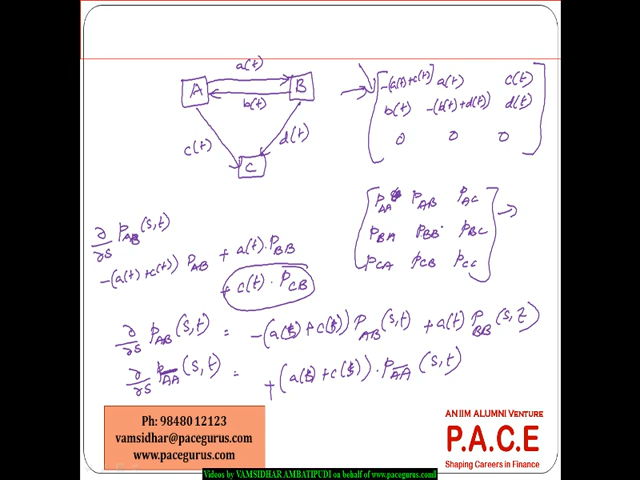 a(t)
A B
b(t)
c(t) d(t)
C
-(a(t)+c(t)) a(t) c(t)
b(t) -(b(t)+d(t)) d(t)
0 0 0
P_AA P_AB P_AC
P_BA P_BB P_BC
P_CA P_CB P_CC
∂/∂s P_AB(s,t)
-(a(t)+c(t)) P_AB + a(t)·P_BB
+ c(t)·P_CB
∂/∂s P_AB(s,t) = -(a(s)+c(s)) P_AB(s,t) + a(t) P_BB(s,t)
∂/∂s P_AA(s,t) = +(a(s)+c(s))·P_AA(s,t)
Ph: 98480 12123
vamsidhar@pacegurus.com
www.pacegurus.com
AN IIM ALUMNI VENTURE
P.A.C.E
Shaping Careers in Finance
Videos by VAMSIDHAR AMBATIPUDI on behalf of www.pacegurus.com